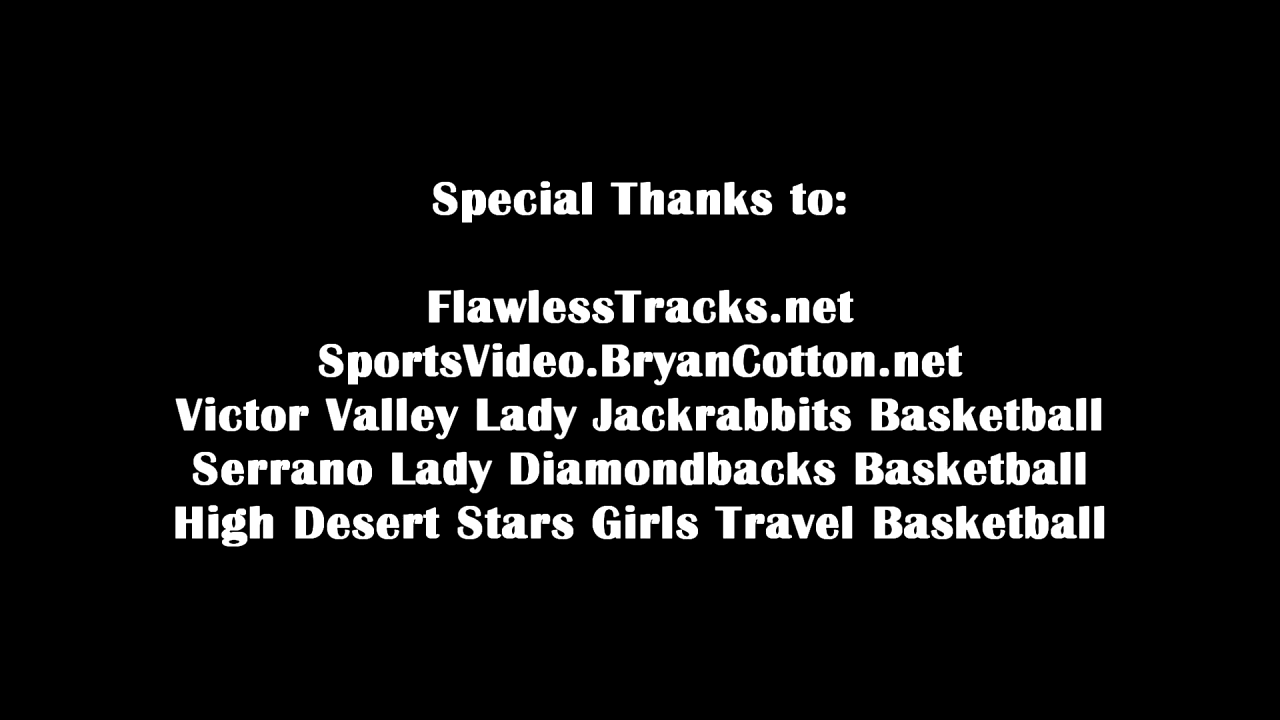 Special Thanks to:
FlawlessTracks.net
SportsVideo.BryanCotton.net
Victor Valley Lady Jackrabbits Basketball
Serrano Lady Diamondbacks Basketball
High Desert Stars Girls Travel Basketball